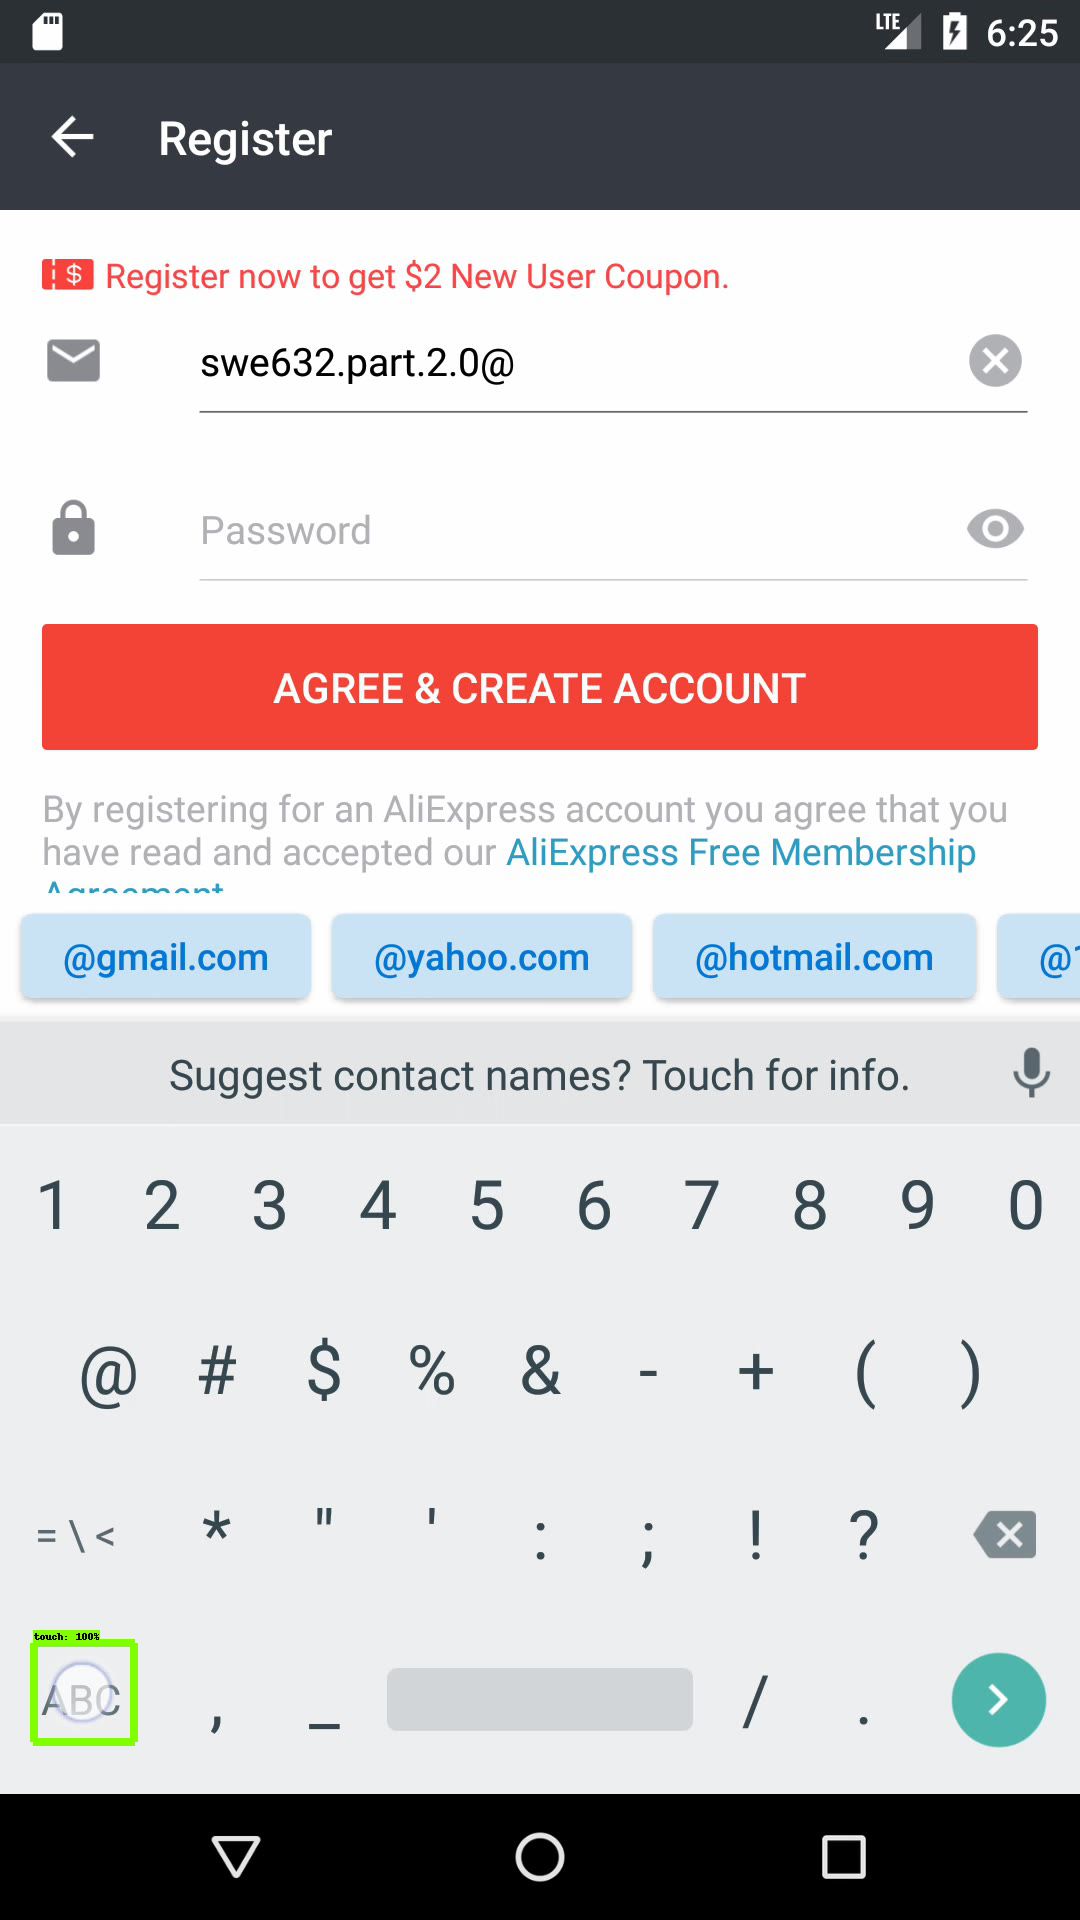 LTE 6:25
Register
$ Register now to get $2 New User Coupon.
swe632.part.2.0@
Password
AGREE & CREATE ACCOUNT
By registering for an AliExpress account you agree that you
have read and accepted our AliExpress Free Membership
Agreement
@gmail.com @yahoo.com @hotmail.com @1
Suggest contact names? Touch for info.
1 2 3 4 5 6 7 8 9 0
@ # $ % & - + ( )
= \ < * " ' : ; ! ?
touch: 100%
ABC , _ / .